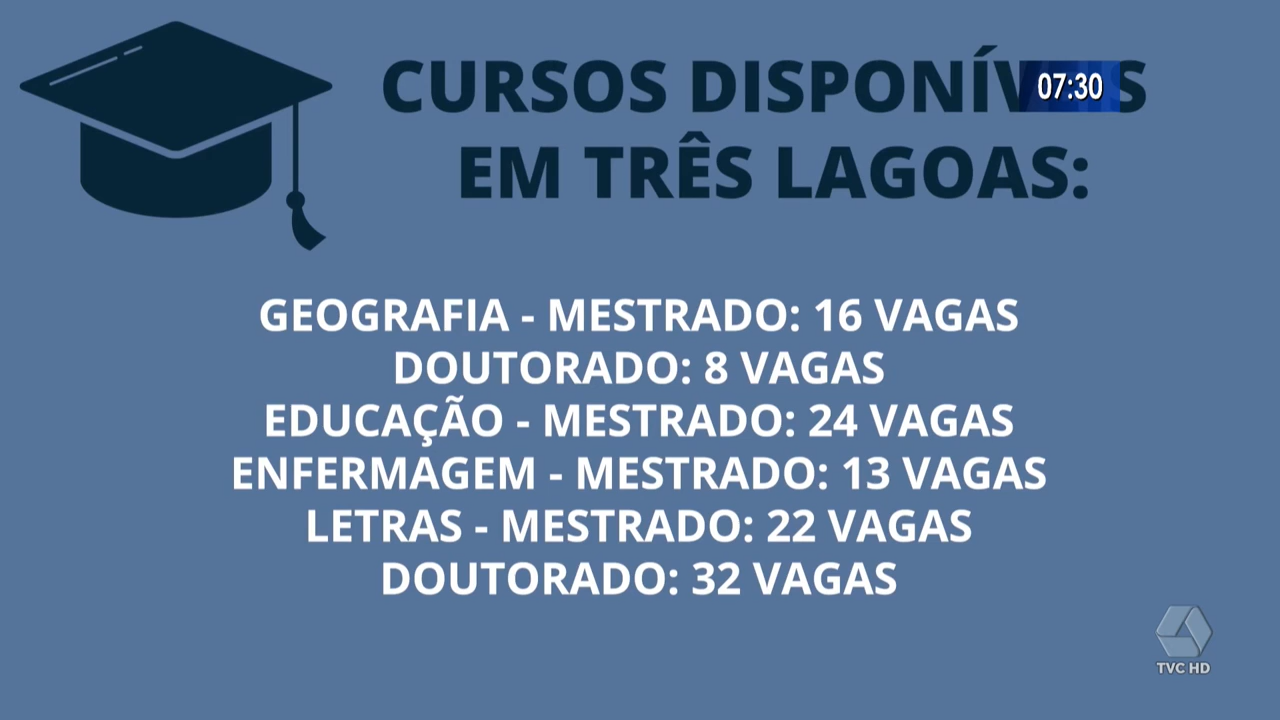 CURSOS DISPONÍVEIS
07:30
EM TRÊS LAGOAS:
GEOGRAFIA - MESTRADO: 16 VAGAS
DOUTORADO: 8 VAGAS
EDUCAÇÃO - MESTRADO: 24 VAGAS
ENFERMAGEM - MESTRADO: 13 VAGAS
LETRAS - MESTRADO: 22 VAGAS
DOUTORADO: 32 VAGAS
TVC HD